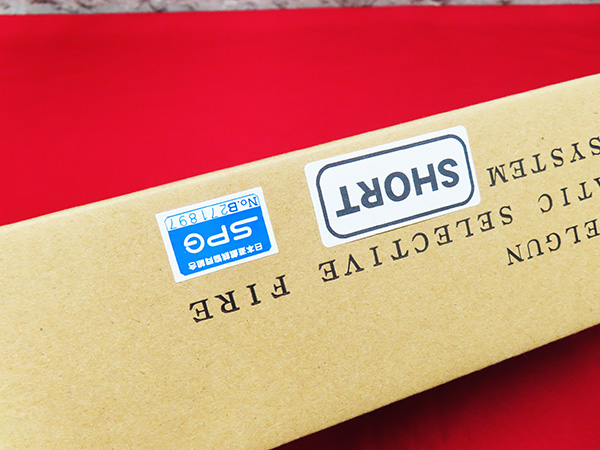 ELGUN
ATIC SELECTIVE FIRE
SYSTEM
SHORT
日本遊戯銃協同組合
SPG
No.B271897